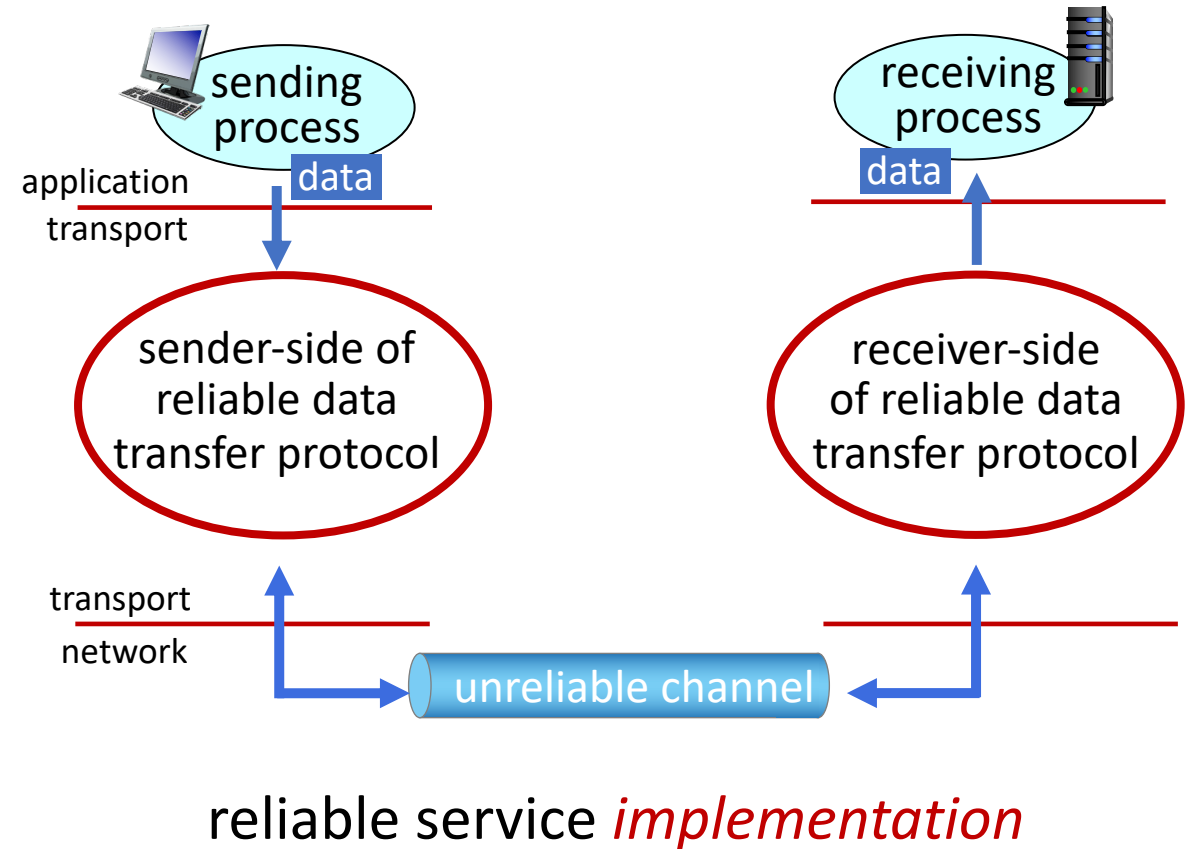 sending
process
data
application
transport
receiving
process
data
sender-side of
reliable data
transfer protocol
receiver-side
of reliable data
transfer protocol
transport
network
unreliable channel
reliable service implementation